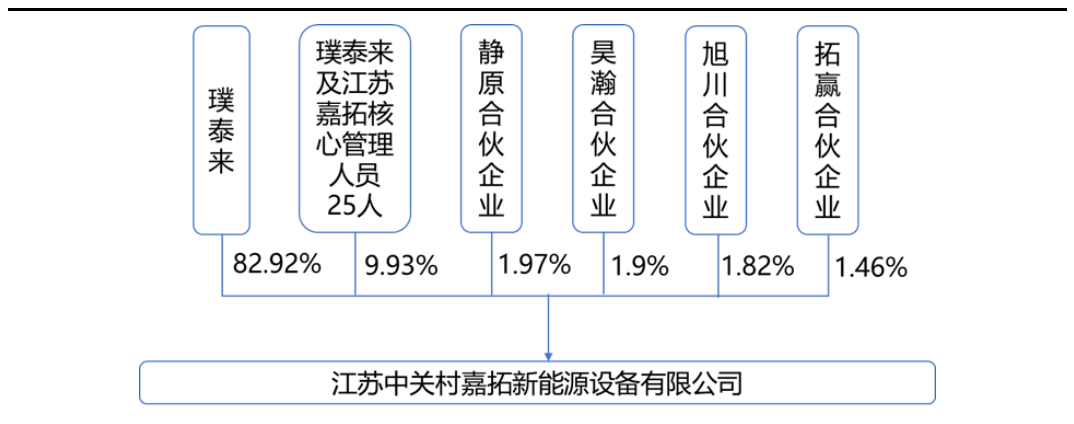 璞泰来
璞泰来
及江苏
嘉拓核
心管理
人员
25人
静原合伙企业
昊瀚合伙企业
旭川合伙企业
拓赢合伙企业
82.92%
9.93%
1.97%
1.9%
1.82%
1.46%
江苏中关村嘉拓新能源设备有限公司